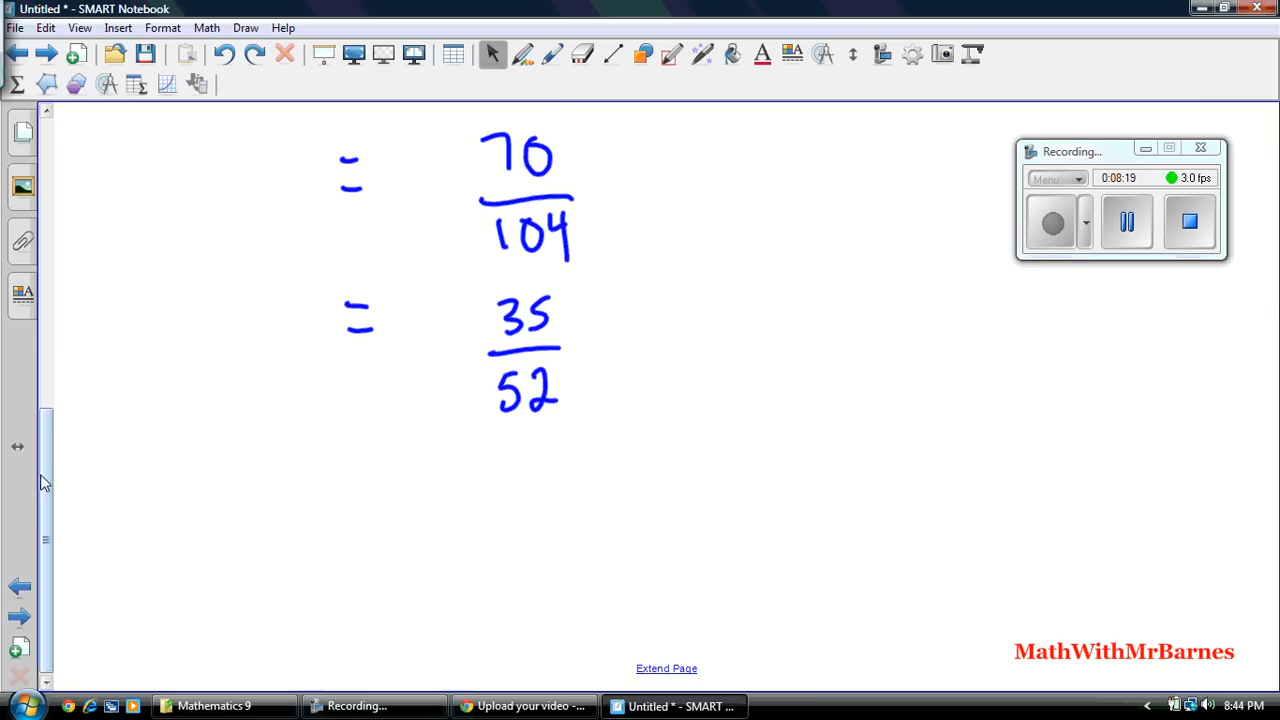 Untitled * - SMART Notebook
File Edit View Insert Format Math Draw Help
= 70
104
= 35
52
Recording...
Menu 0:08:19 3.0 fps
MathWithMrBarnes
Extend Page
Mathematics 9 Recording... Upload your video -... Untitled * - SMART ... 8:44 PM